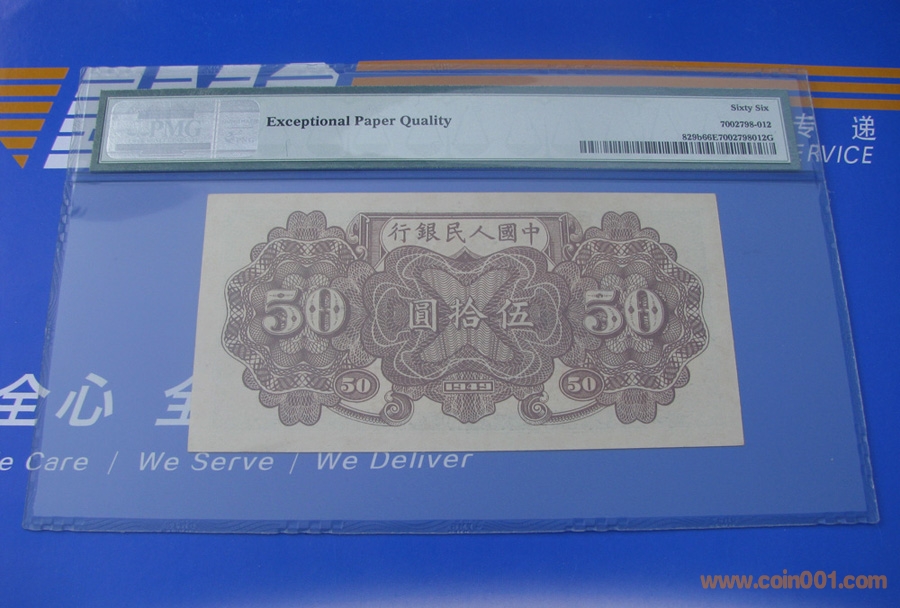 PMG
Exceptional Paper Quality
Sixty Six
7002798-012
829b66E7002798012G
专 递
ERVICE
行銀民人國中
50
50
圓拾伍
50
1949
50
全心 全
e Care / We Serve / We Deliver
www.coin001.com